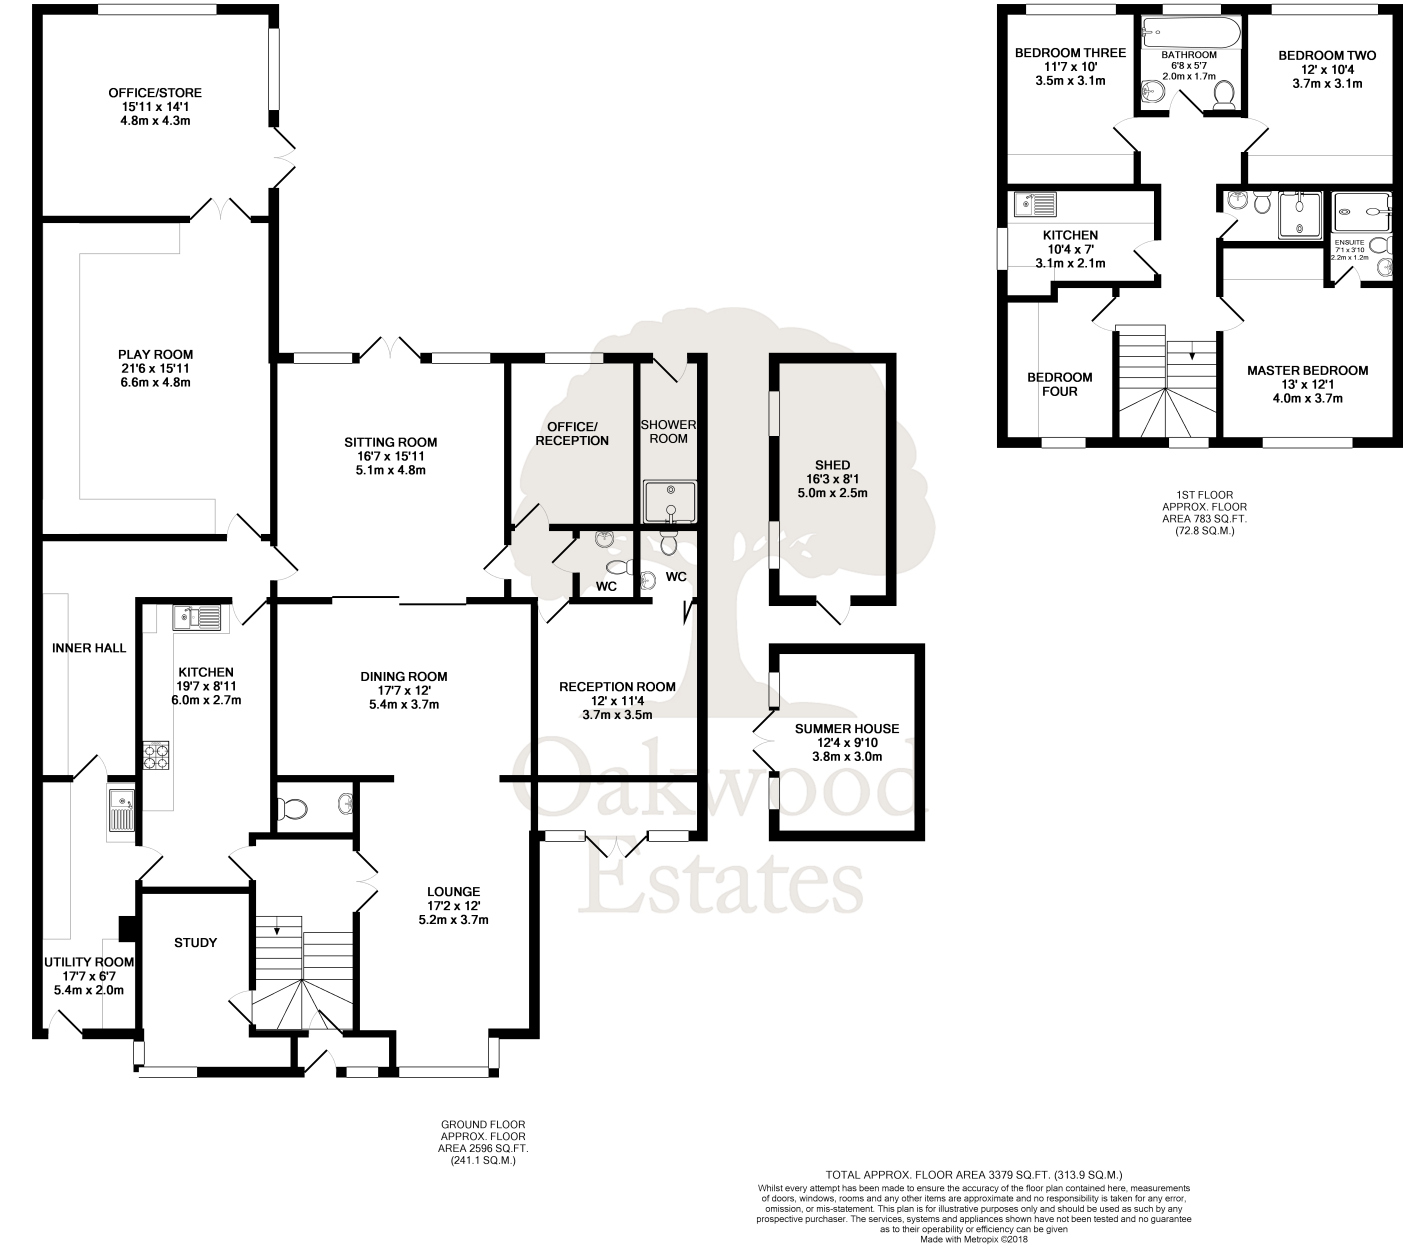 OFFICE/STORE
15'11 x 14'1
4.8m x 4.3m
PLAY ROOM
21'6 x 15'11
6.6m x 4.8m
SITTING ROOM
16'7 x 15'11
5.1m x 4.8m
OFFICE/
RECEPTION
SHOWER
ROOM
WC
WC
INNER HALL
KITCHEN
19'7 x 8'11
6.0m x 2.7m
DINING ROOM
17'7 x 12'
5.4m x 3.7m
RECEPTION ROOM
12' x 11'4
3.7m x 3.5m
LOUNGE
17'2 x 12'
5.2m x 3.7m
STUDY
UTILITY ROOM
17'7 x 6'7
5.4m x 2.0m
SHED
16'3 x 8'1
5.0m x 2.5m
SUMMER HOUSE
12'4 x 9'10
3.8m x 3.0m
Oakwood
Estates
GROUND FLOOR
APPROX. FLOOR
AREA 2596 SQ.FT.
(241.1 SQ.M.)
BEDROOM THREE
11'7 x 10'
3.5m x 3.1m
BATHROOM
6'8 x 5'7
2.0m x 1.7m
BEDROOM TWO
12' x 10'4
3.7m x 3.1m
KITCHEN
10'4 x 7'
3.1m x 2.1m
ENSUITE
7'1 x 3'10
2.2m x 1.2m
BEDROOM
FOUR
MASTER BEDROOM
13' x 12'1
4.0m x 3.7m
1ST FLOOR
APPROX. FLOOR
AREA 783 SQ.FT.
(72.8 SQ.M.)
TOTAL APPROX. FLOOR AREA 3379 SQ.FT. (313.9 SQ.M.)
Whilst every attempt has been made to ensure the accuracy of the floor plan contained here, measurements
of doors, windows, rooms and any other items are approximate and no responsibility is taken for any error,
omission, or mis-statement. This plan is for illustrative purposes only and should be used as such by any
prospective purchaser. The services, systems and appliances shown have not been tested and no guarantee
as to their operability or efficiency can be given
Made with Metropix ©2018